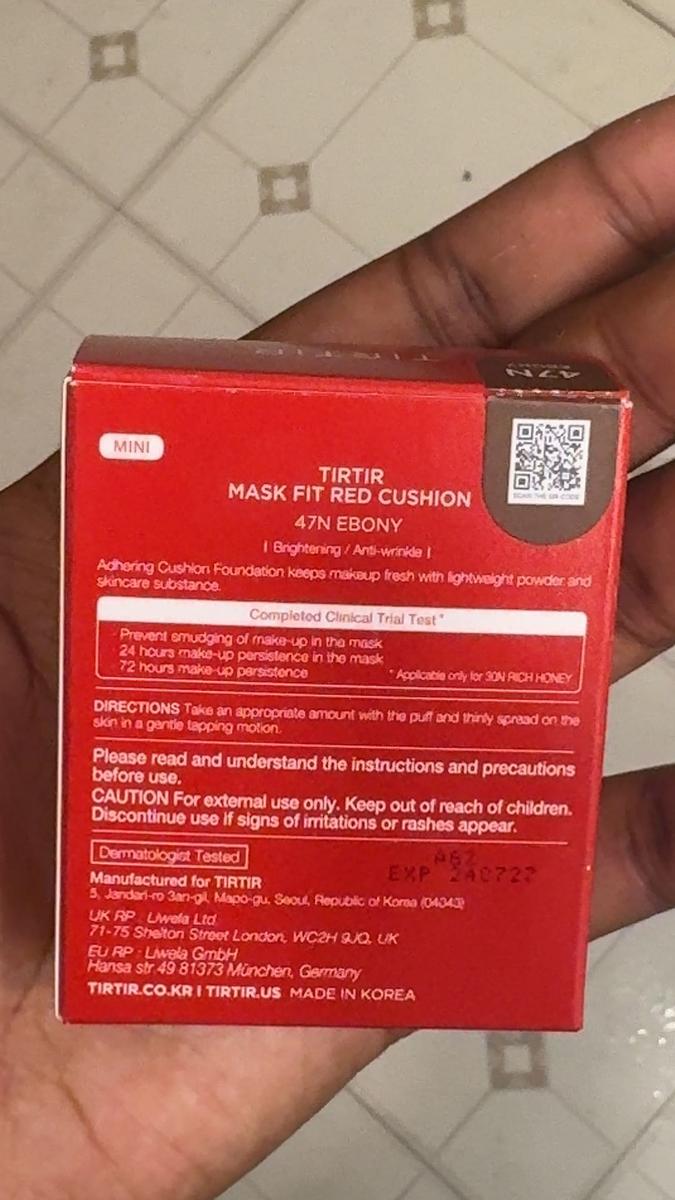 47N
MINI
SCAN THE QR CODE
TIRTIR
MASK FIT RED CUSHION
47N EBONY
| Brightening / Anti-wrinkle |
Adhering Cushion Foundation keeps makeup fresh with lightweight powder and
skincare substance.
Completed Clinical Trial Test*
· Prevent smudging of make-up in the mask
· 24 hours make-up persistence in the mask
· 72 hours make-up persistence
* Applicable only for 30N RICH HONEY
DIRECTIONS Take an appropriate amount with the puff and thinly spread on the
skin in a gentle tapping motion.
Please read and understand the instructions and precautions
before use.
CAUTION For external use only. Keep out of reach of children.
Discontinue use if signs of irritations or rashes appear.
Dermatologist Tested
EXP
Manufactured for TIRTIR
5, Jandari-ro 3an-gil, Mapo-gu, Seoul, Republic of Korea (04043)
UK RP : Liwela Ltd.
71-75 Shelton Street London, WC2H 9JQ, UK
EU RP : Liwela GmbH
Hansa str 49 81373 München, Germany
TIRTIR.CO.KR | TIRTIR.US MADE IN KOREA